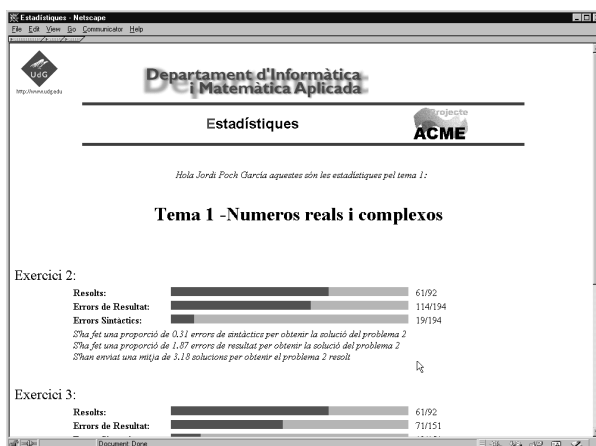 Estadístiques - Netscape
File Edit View Go Communicator Help
UdG
http://www.udg.edu
Departament d'Informàtica
i Matemàtica Aplicada
Estadístiques
Projecte
ACME
Hola Jordi Poch Garcia aquestes són les estadístiques pel tema 1:
Tema 1 -Numeros reals i complexos
Exercici 2:
Resolts: 61/92
Errors de Resultat: 114/194
Errors Sintàctics: 19/194
S'ha fet una proporció de 0.31 errors de sintàctics per obtenir la solució del problema 2
S'ha fet una proporció de 1.87 errors de resultat per obtenir la solució del problema 2
S'han enviat una mitja de 3.18 solucions per obtenir el problema 2 resolt
Exercici 3:
Resolts: 61/92
Errors de Resultat: 71/151
Document: Done